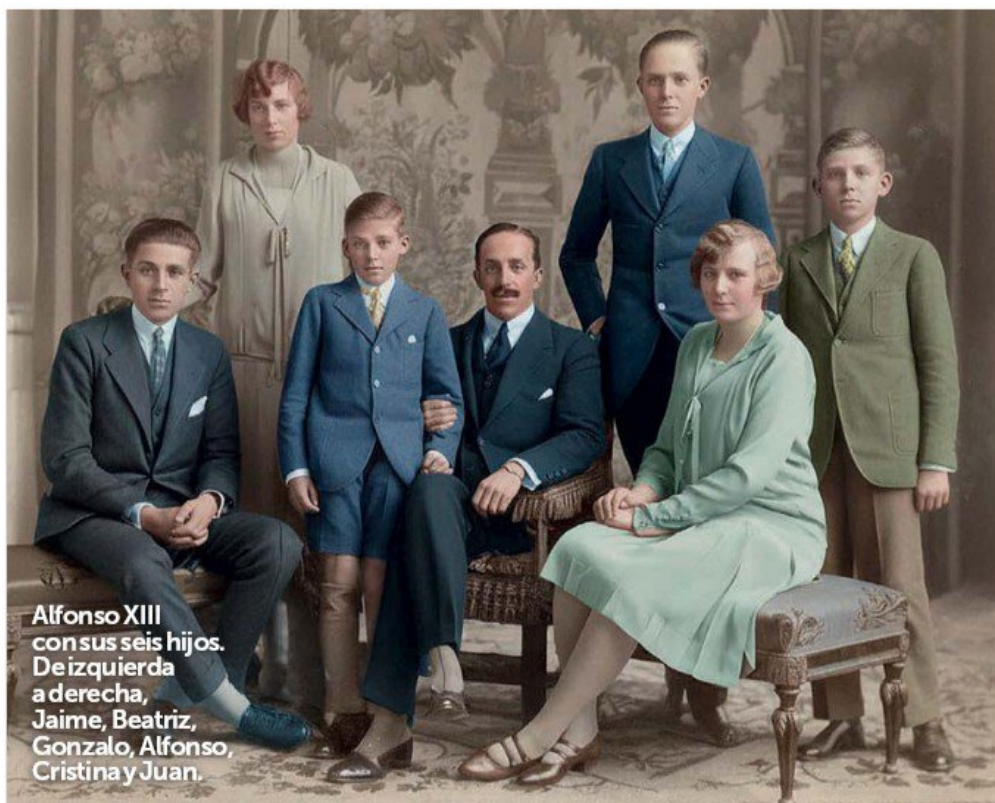 Alfonso XIII
con sus seis hijos.
De izquierda
a derecha,
Jaime, Beatriz,
Gonzalo, Alfonso,
Cristina y Juan.